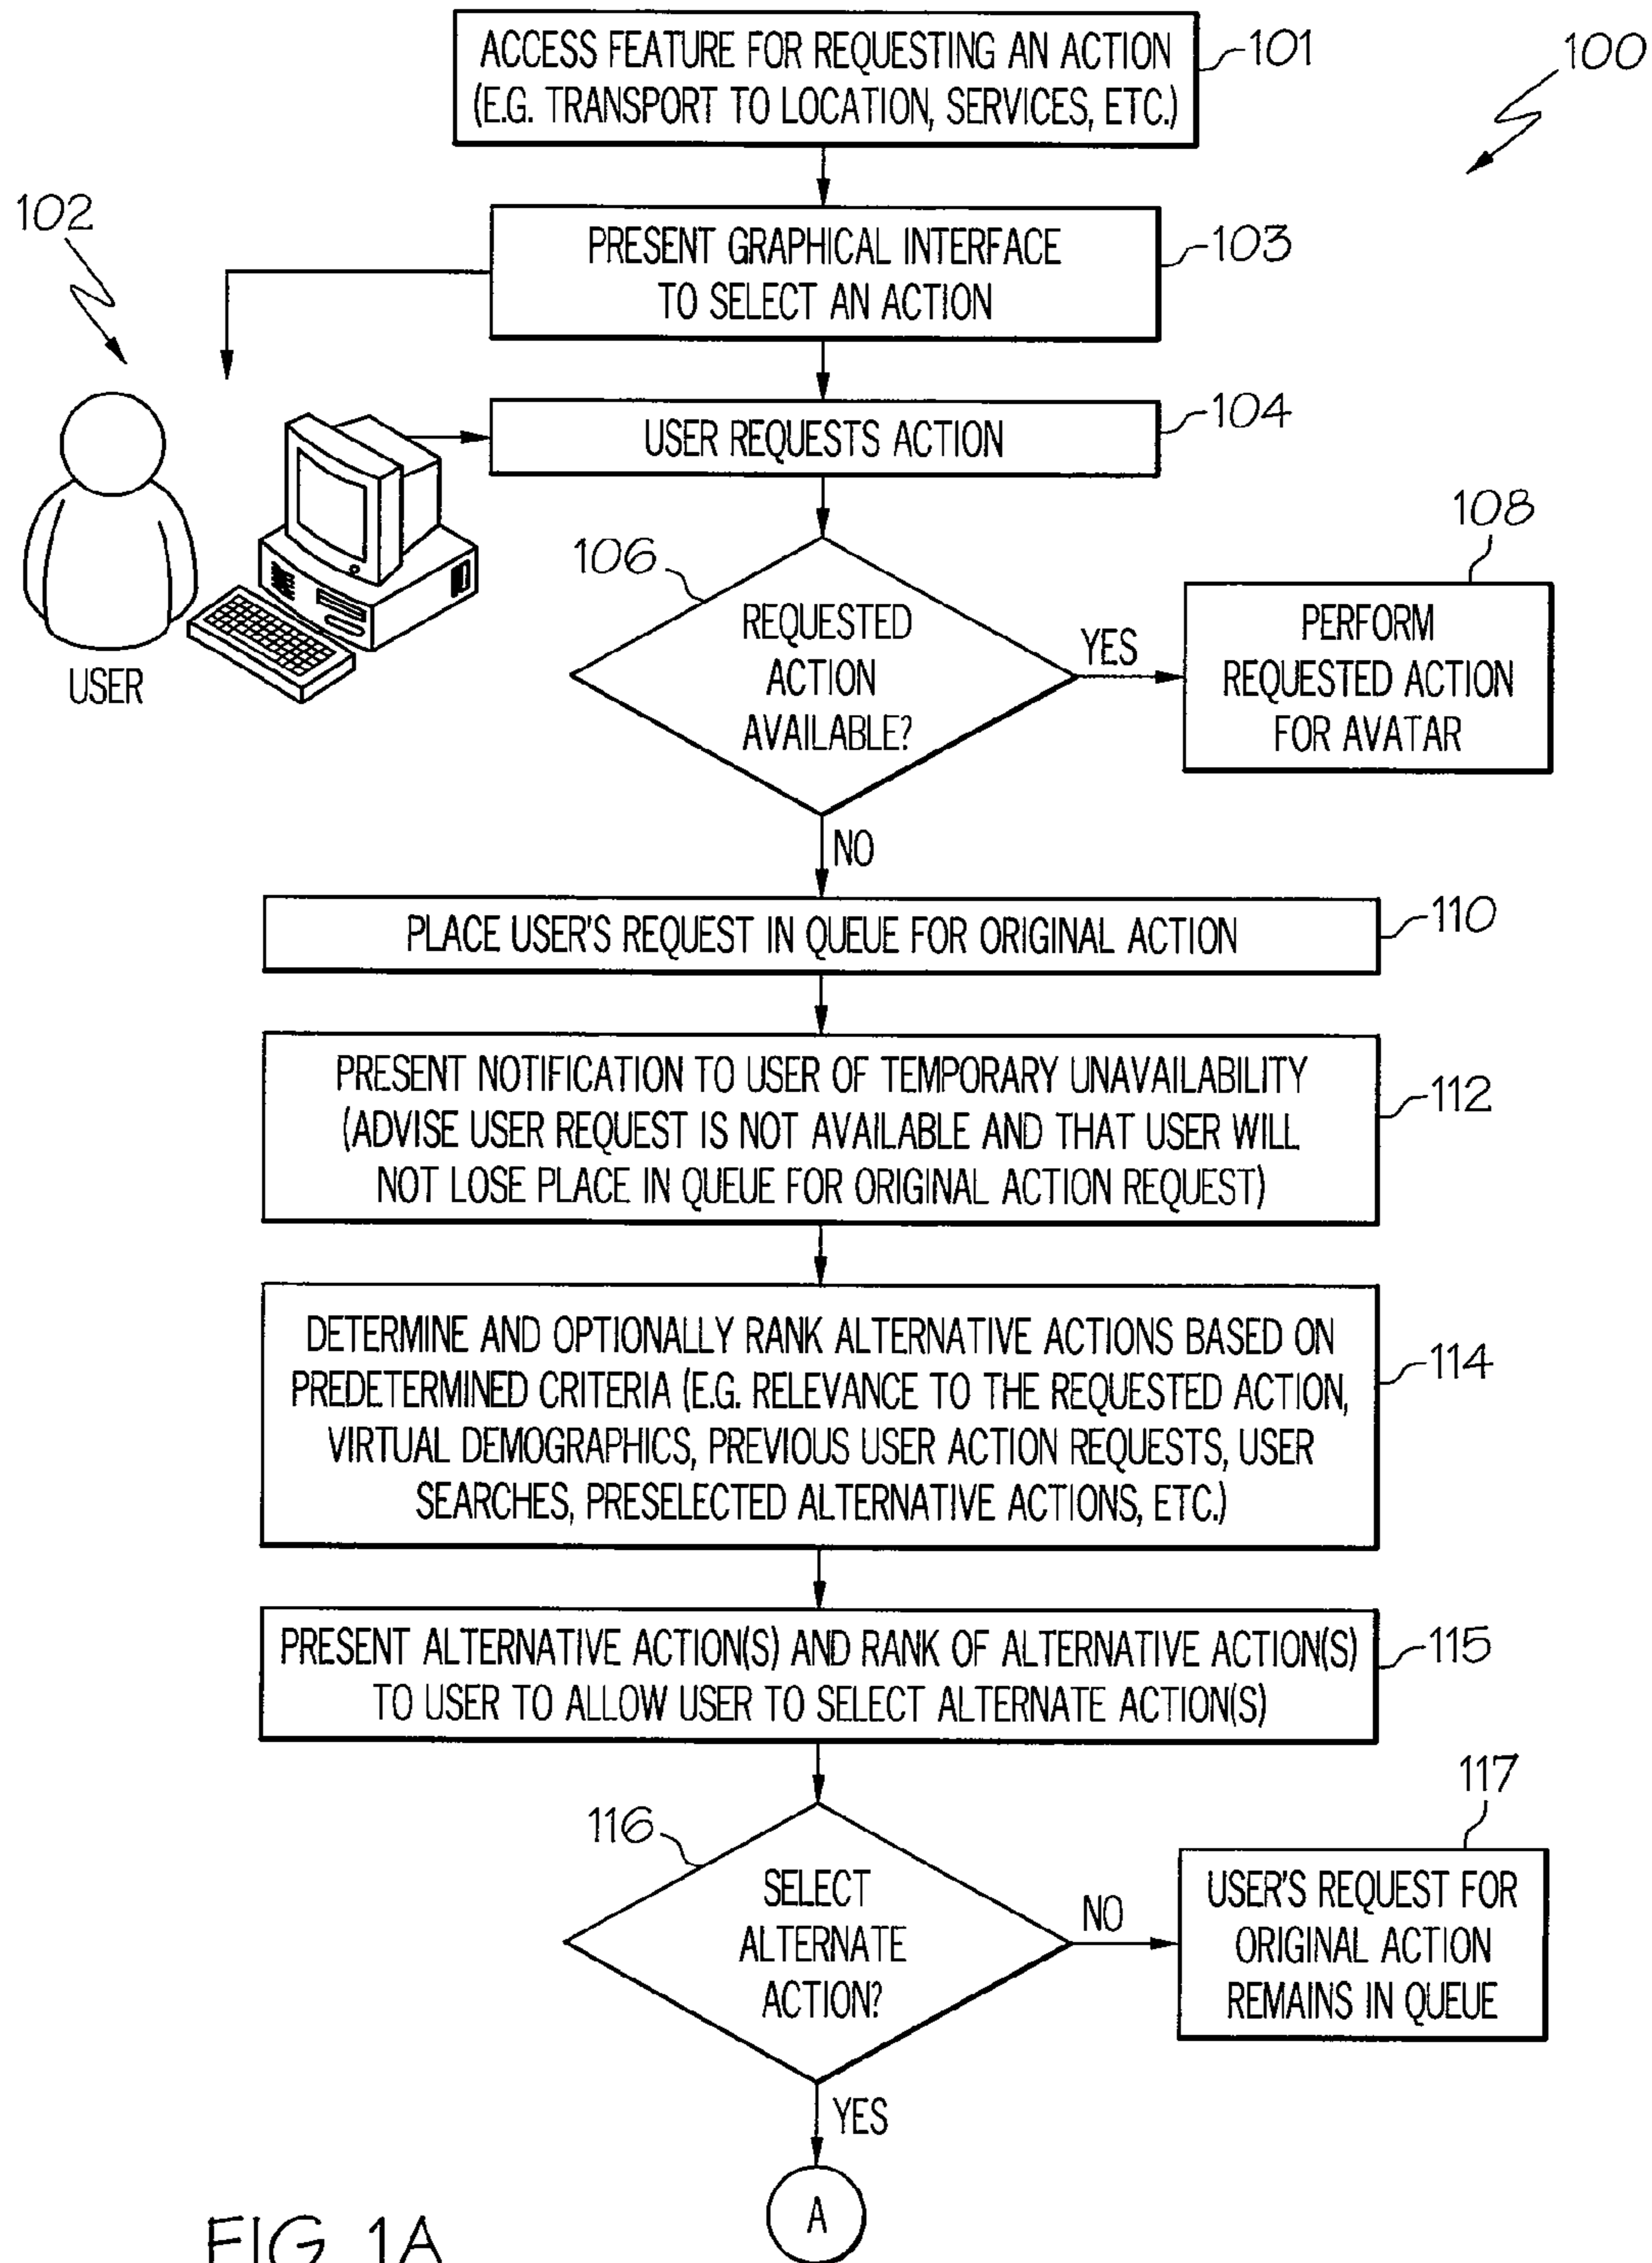 ACCESS FEATURE FOR REQUESTING AN ACTION
(E.G. TRANSPORT TO LOCATION, SERVICES, ETC.)
101
100
102
PRESENT GRAPHICAL INTERFACE
TO SELECT AN ACTION
103
USER REQUESTS ACTION
104
USER
106
REQUESTED
ACTION
AVAILABLE?
YES
108
PERFORM
REQUESTED ACTION
FOR AVATAR
NO
PLACE USER'S REQUEST IN QUEUE FOR ORIGINAL ACTION
110
PRESENT NOTIFICATION TO USER OF TEMPORARY UNAVAILABILITY
(ADVISE USER REQUEST IS NOT AVAILABLE AND THAT USER WILL
NOT LOSE PLACE IN QUEUE FOR ORIGINAL ACTION REQUEST)
112
DETERMINE AND OPTIONALLY RANK ALTERNATIVE ACTIONS BASED ON
PREDETERMINED CRITERIA (E.G. RELEVANCE TO THE REQUESTED ACTION,
VIRTUAL DEMOGRAPHICS, PREVIOUS USER ACTION REQUESTS, USER
SEARCHES, PRESELECTED ALTERNATIVE ACTIONS, ETC.)
114
PRESENT ALTERNATIVE ACTION(S) AND RANK OF ALTERNATIVE ACTION(S)
TO USER TO ALLOW USER TO SELECT ALTERNATE ACTION(S)
115
116
SELECT
ALTERNATE
ACTION?
NO
117
USER'S REQUEST FOR
ORIGINAL ACTION
REMAINS IN QUEUE
YES
A
FIG. 1A